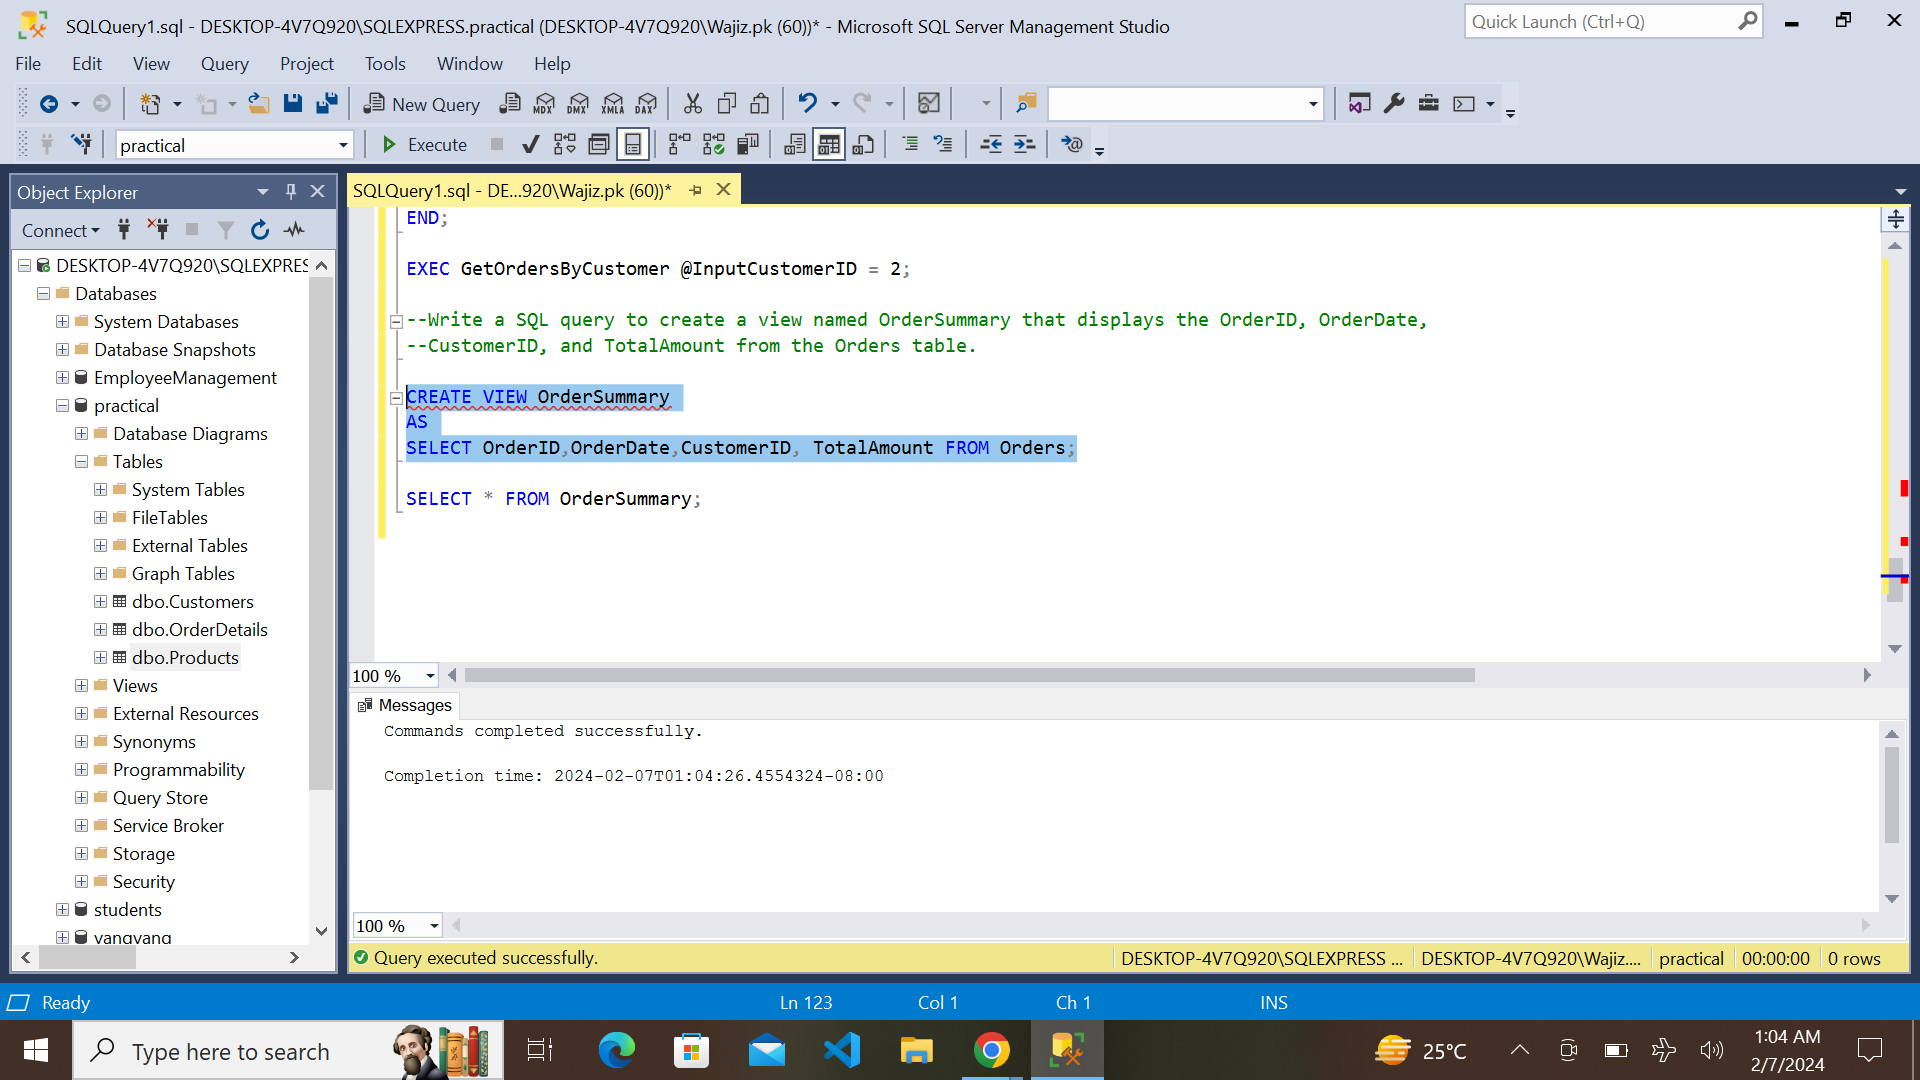 SQLQuery1.sql - DESKTOP-4V7Q920\SQLEXPRESS.practical (DESKTOP-4V7Q920\Wajiz.pk (60))* - Microsoft SQL Server Management Studio
Quick Launch (Ctrl+Q)
File Edit View Query Project Tools Window Help
New Query
MDX DMX XMLA DAX
practical
Execute
Object Explorer
SQLQuery1.sql - DE...920\Wajiz.pk (60))*
Connect
DESKTOP-4V7Q920\SQLEXPRES
Databases
System Databases
Database Snapshots
EmployeeManagement
practical
Database Diagrams
Tables
System Tables
FileTables
External Tables
Graph Tables
dbo.Customers
dbo.OrderDetails
dbo.Products
Views
External Resources
Synonyms
Programmability
Query Store
Service Broker
Storage
Security
students
yangyang
END;
EXEC GetOrdersByCustomer @InputCustomerID = 2;
--Write a SQL query to create a view named OrderSummary that displays the OrderID, OrderDate,
--CustomerID, and TotalAmount from the Orders table.
CREATE VIEW OrderSummary
AS
SELECT OrderID,OrderDate,CustomerID, TotalAmount FROM Orders;
SELECT * FROM OrderSummary;
100 %
Messages
Commands completed successfully.
Completion time: 2024-02-07T01:04:26.4554324-08:00
100 %
Query executed successfully.
DESKTOP-4V7Q920\SQLEXPRESS ...
DESKTOP-4V7Q920\Wajiz....
practical
00:00:00
0 rows
Ready
Ln 123
Col 1
Ch 1
INS
Type here to search
25°C
1:04 AM
2/7/2024